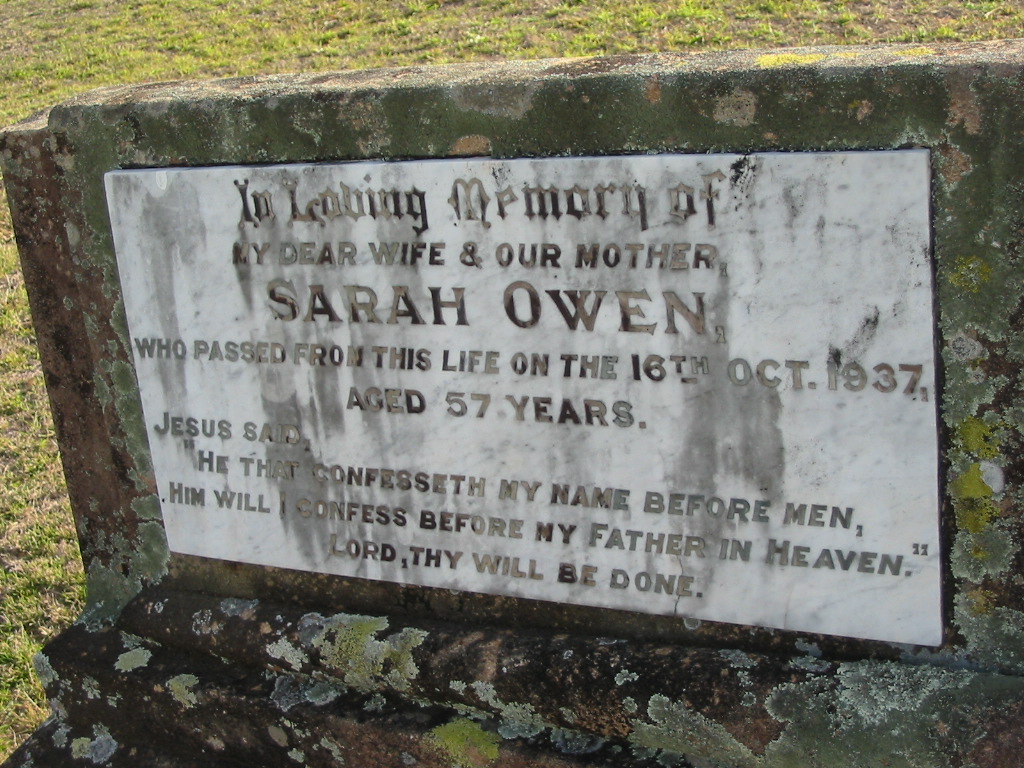 In Loving Memory of
MY DEAR WIFE & OUR MOTHER,
SARAH OWEN,
WHO PASSED FROM THIS LIFE ON THE 16TH OCT. 1937,
AGED 57 YEARS.
JESUS SAID,
"HE THAT CONFESSETH MY NAME BEFORE MEN,
HIM WILL I CONFESS BEFORE MY FATHER IN HEAVEN."
LORD, THY WILL BE DONE.